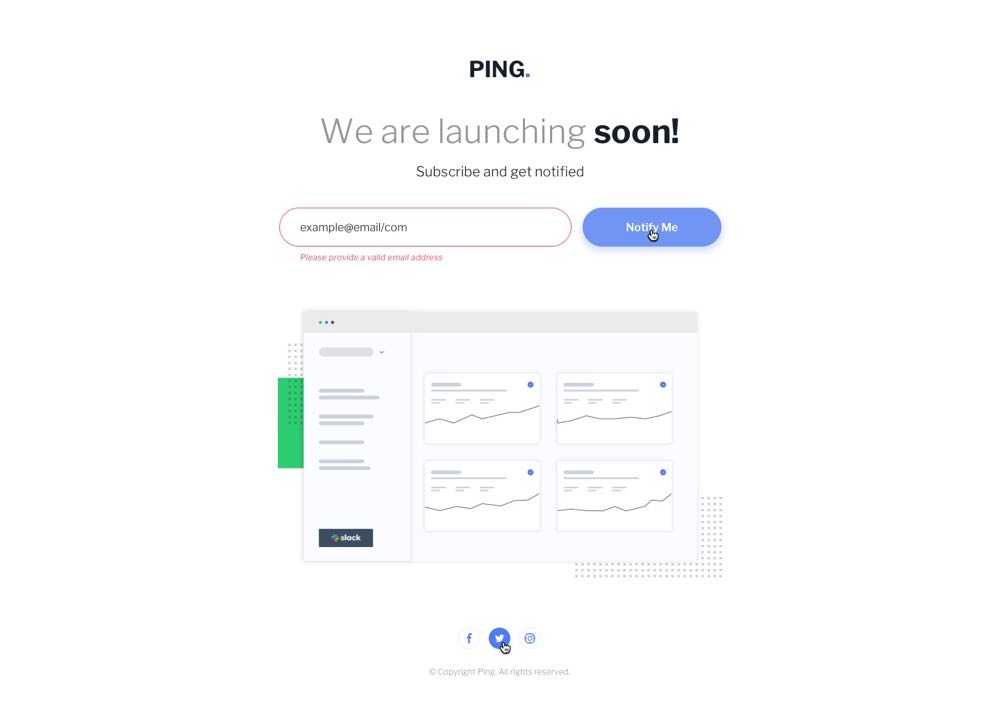 PING.
We are launching soon!
Subscribe and get notified
example@email/com
Notify Me
Please provide a valid email address
slack
© Copyright Ping. All rights reserved.